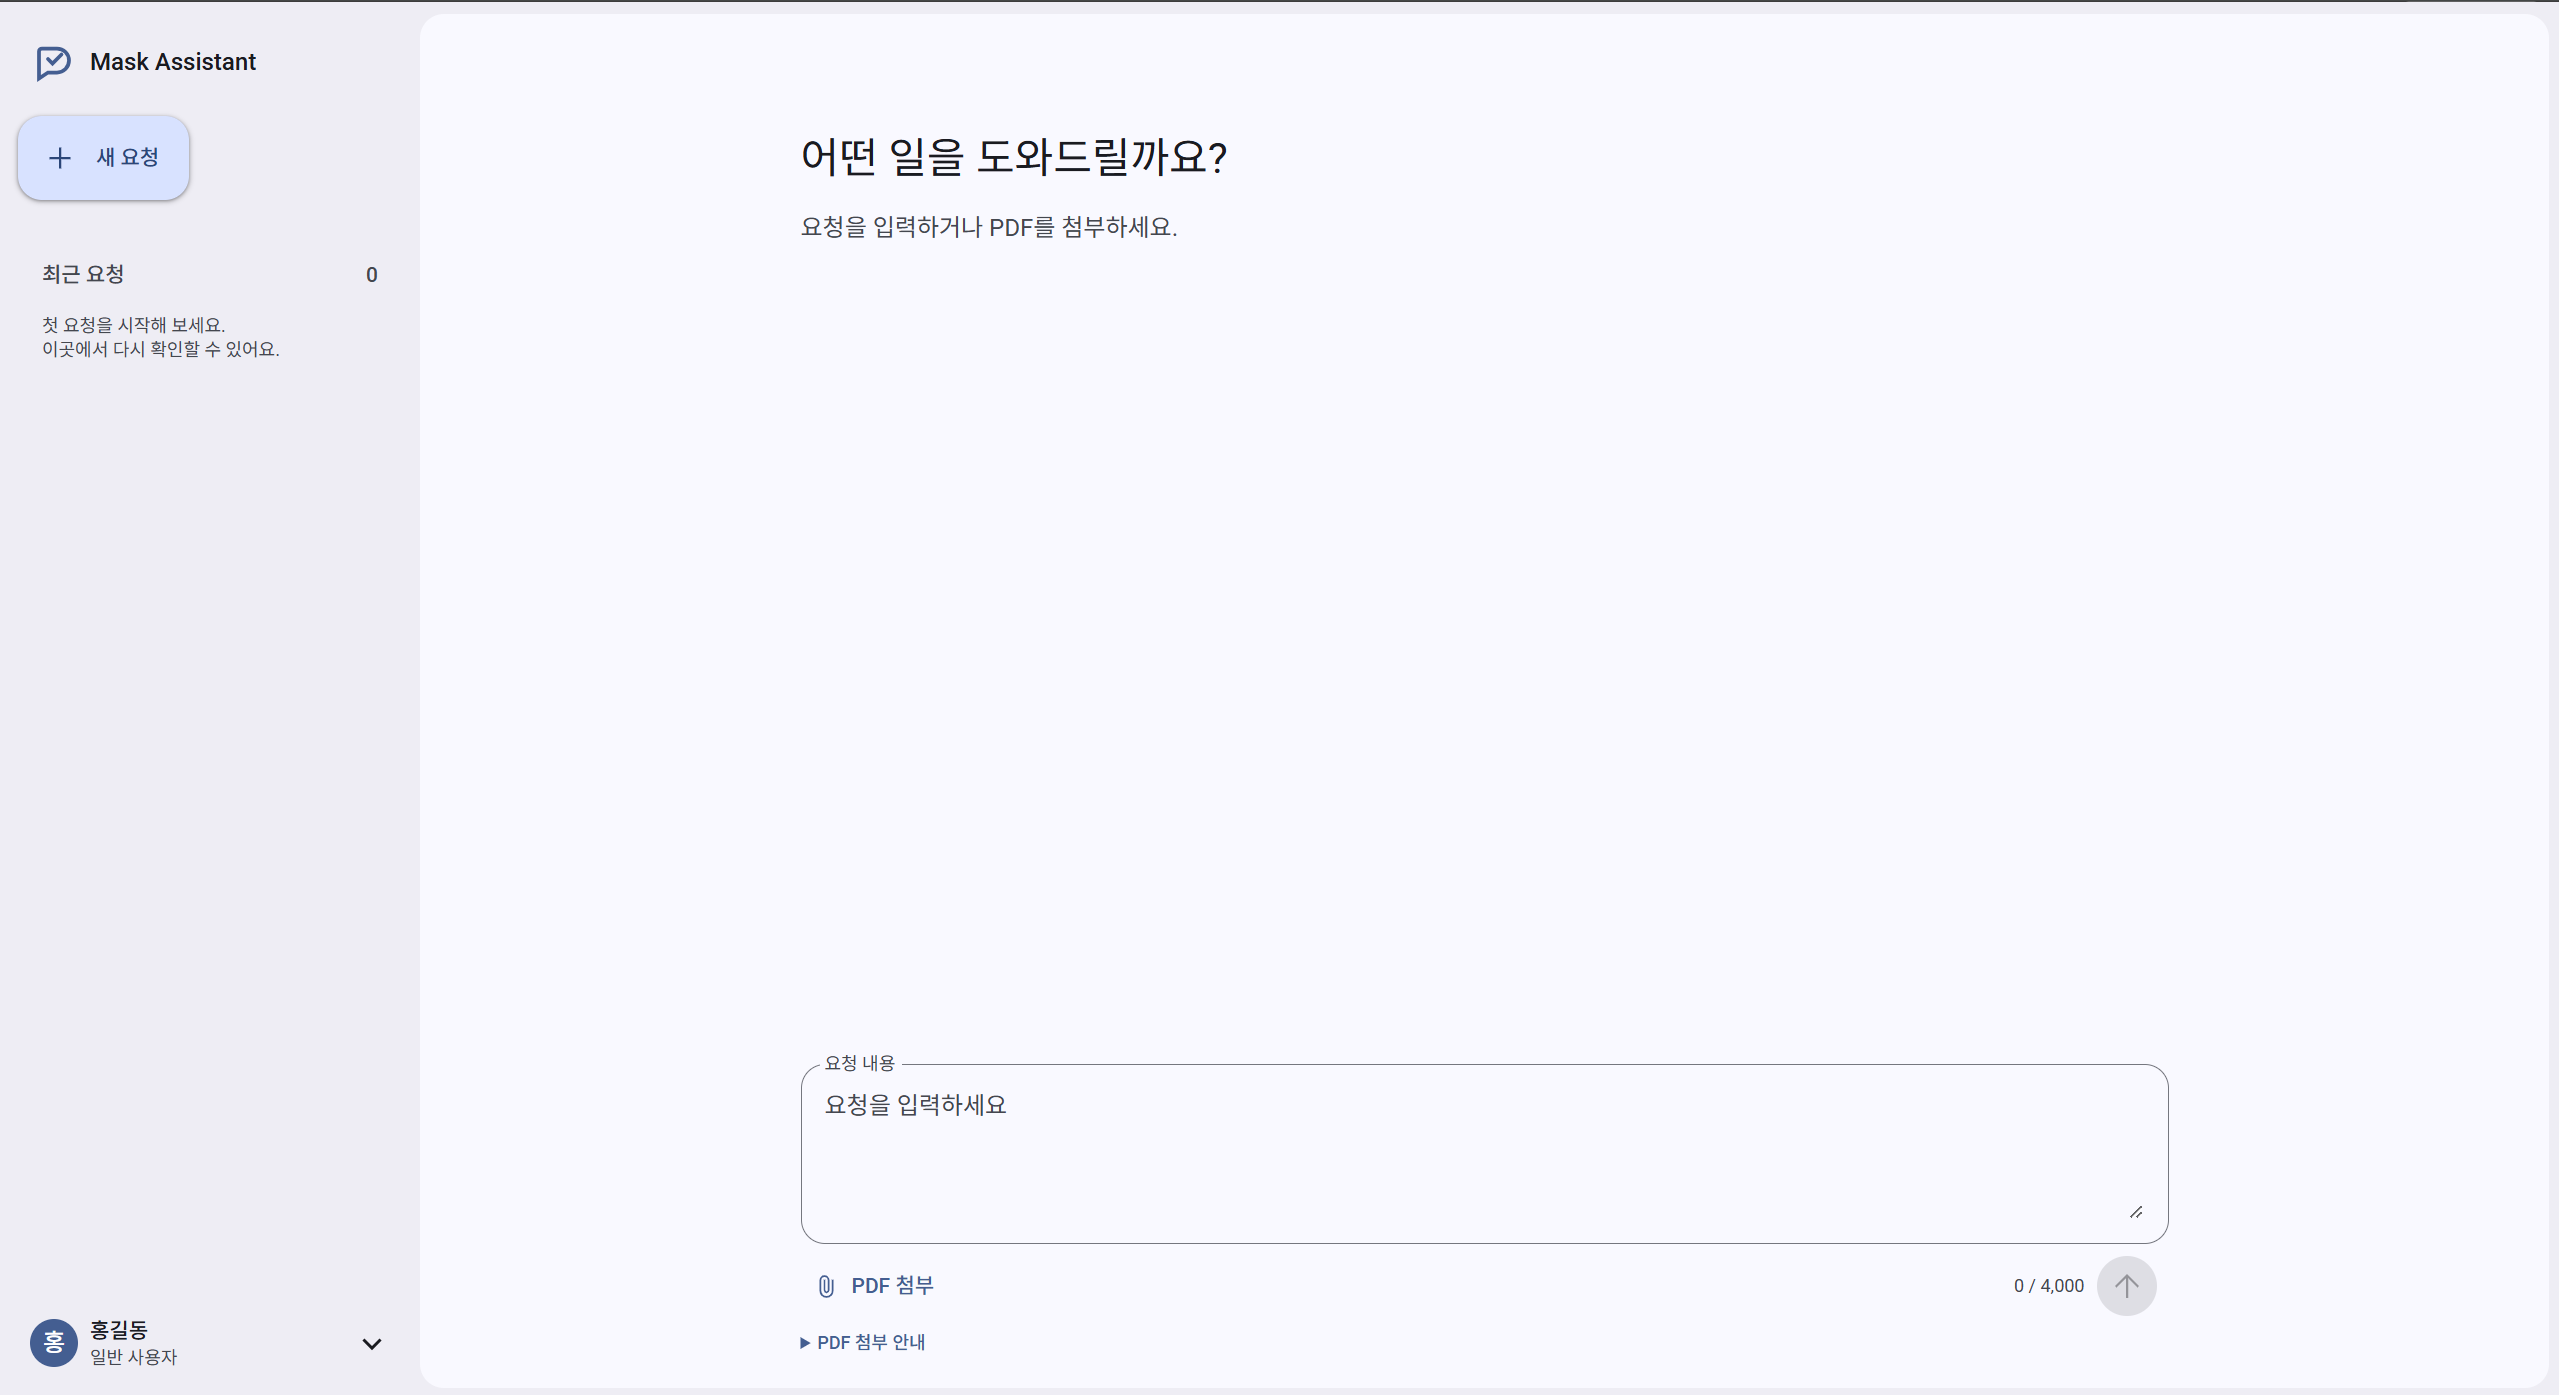 Mask Assistant
새 요청
최근 요청 0
첫 요청을 시작해 보세요.
이곳에서 다시 확인할 수 있어요.
홍 홍길동
일반 사용자
어떤 일을 도와드릴까요?
요청을 입력하거나 PDF를 첨부하세요.
요청 내용
요청을 입력하세요
PDF 첨부
0 / 4,000
PDF 첨부 안내